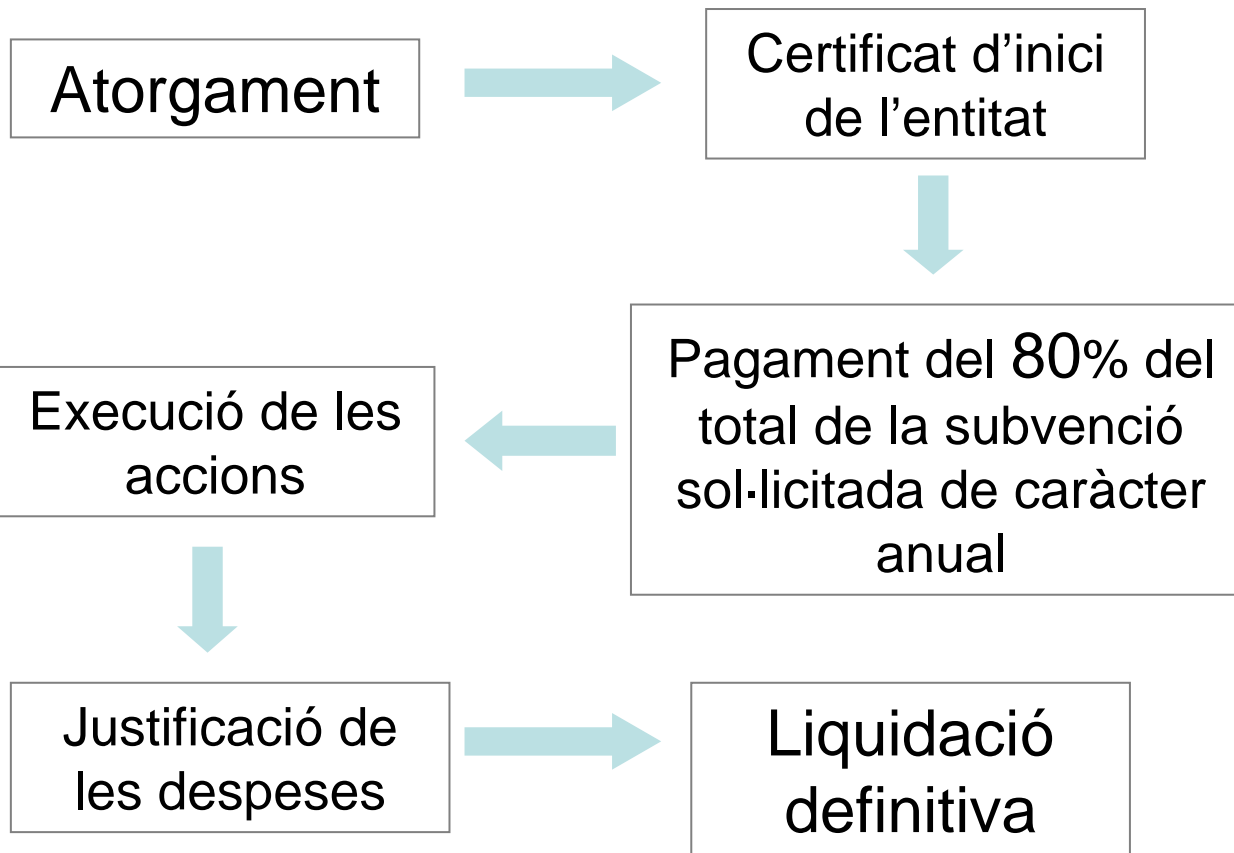 Atorgament
Certificat d’inici
de l’entitat
Pagament del 80% del
total de la subvenció
sol·licitada de caràcter
anual
Execució de les
accions
Justificació de
les despeses
Liquidació
definitiva